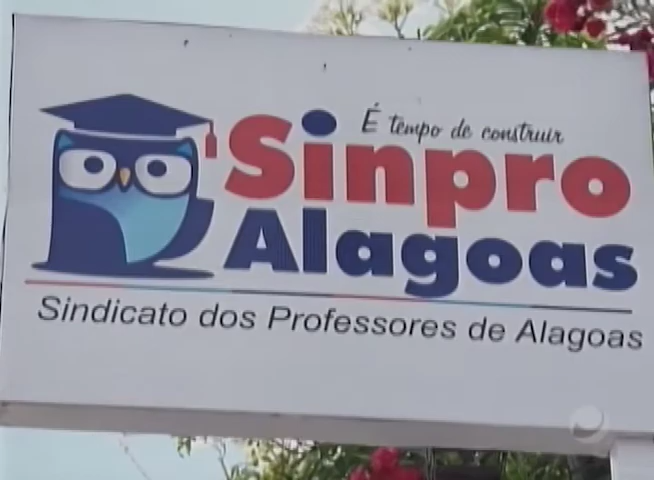 É tempo de construir
Sinpro
Alagoas
Sindicato dos Professores de Alagoas